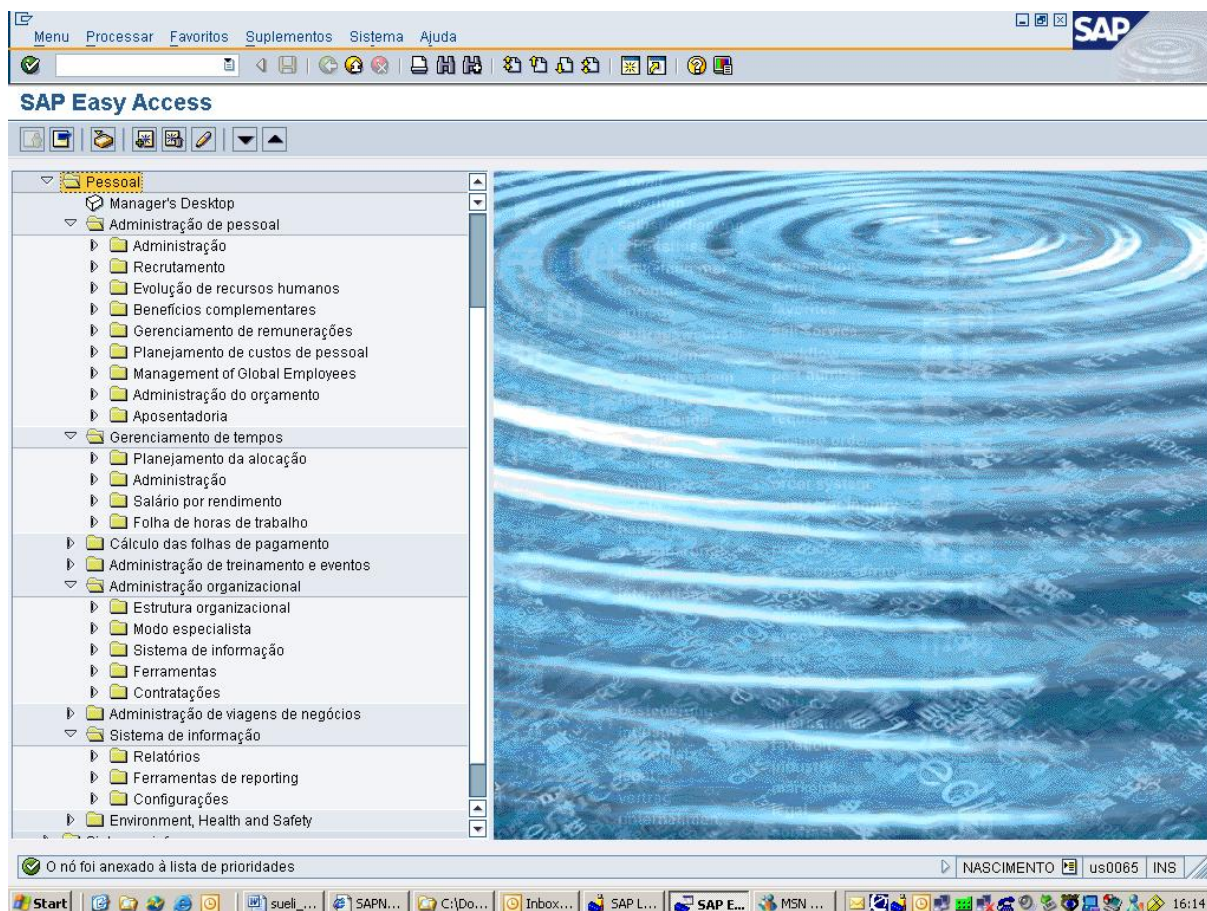 Menu Processar Favoritos Suplementos Sistema Ajuda
SAP
SAP Easy Access
Pessoal
Manager's Desktop
Administração de pessoal
Administração
Recrutamento
Evolução de recursos humanos
Benefícios complementares
Gerenciamento de remunerações
Planejamento de custos de pessoal
Management of Global Employees
Administração do orçamento
Aposentadoria
Gerenciamento de tempos
Planejamento da alocação
Administração
Salário por rendimento
Folha de horas de trabalho
Cálculo das folhas de pagamento
Administração de treinamento e eventos
Administração organizacional
Estrutura organizacional
Modo especialista
Sistema de informação
Ferramentas
Contratações
Administração de viagens de negócios
Sistema de informação
Relatórios
Ferramentas de reporting
Configurações
Environment, Health and Safety
O nó foi anexado à lista de prioridades
NASCIMENTO us0065 INS
Start sueli_... SAPN... C:\Do... Inbox... SAP L... SAP E... MSN ... 16:14